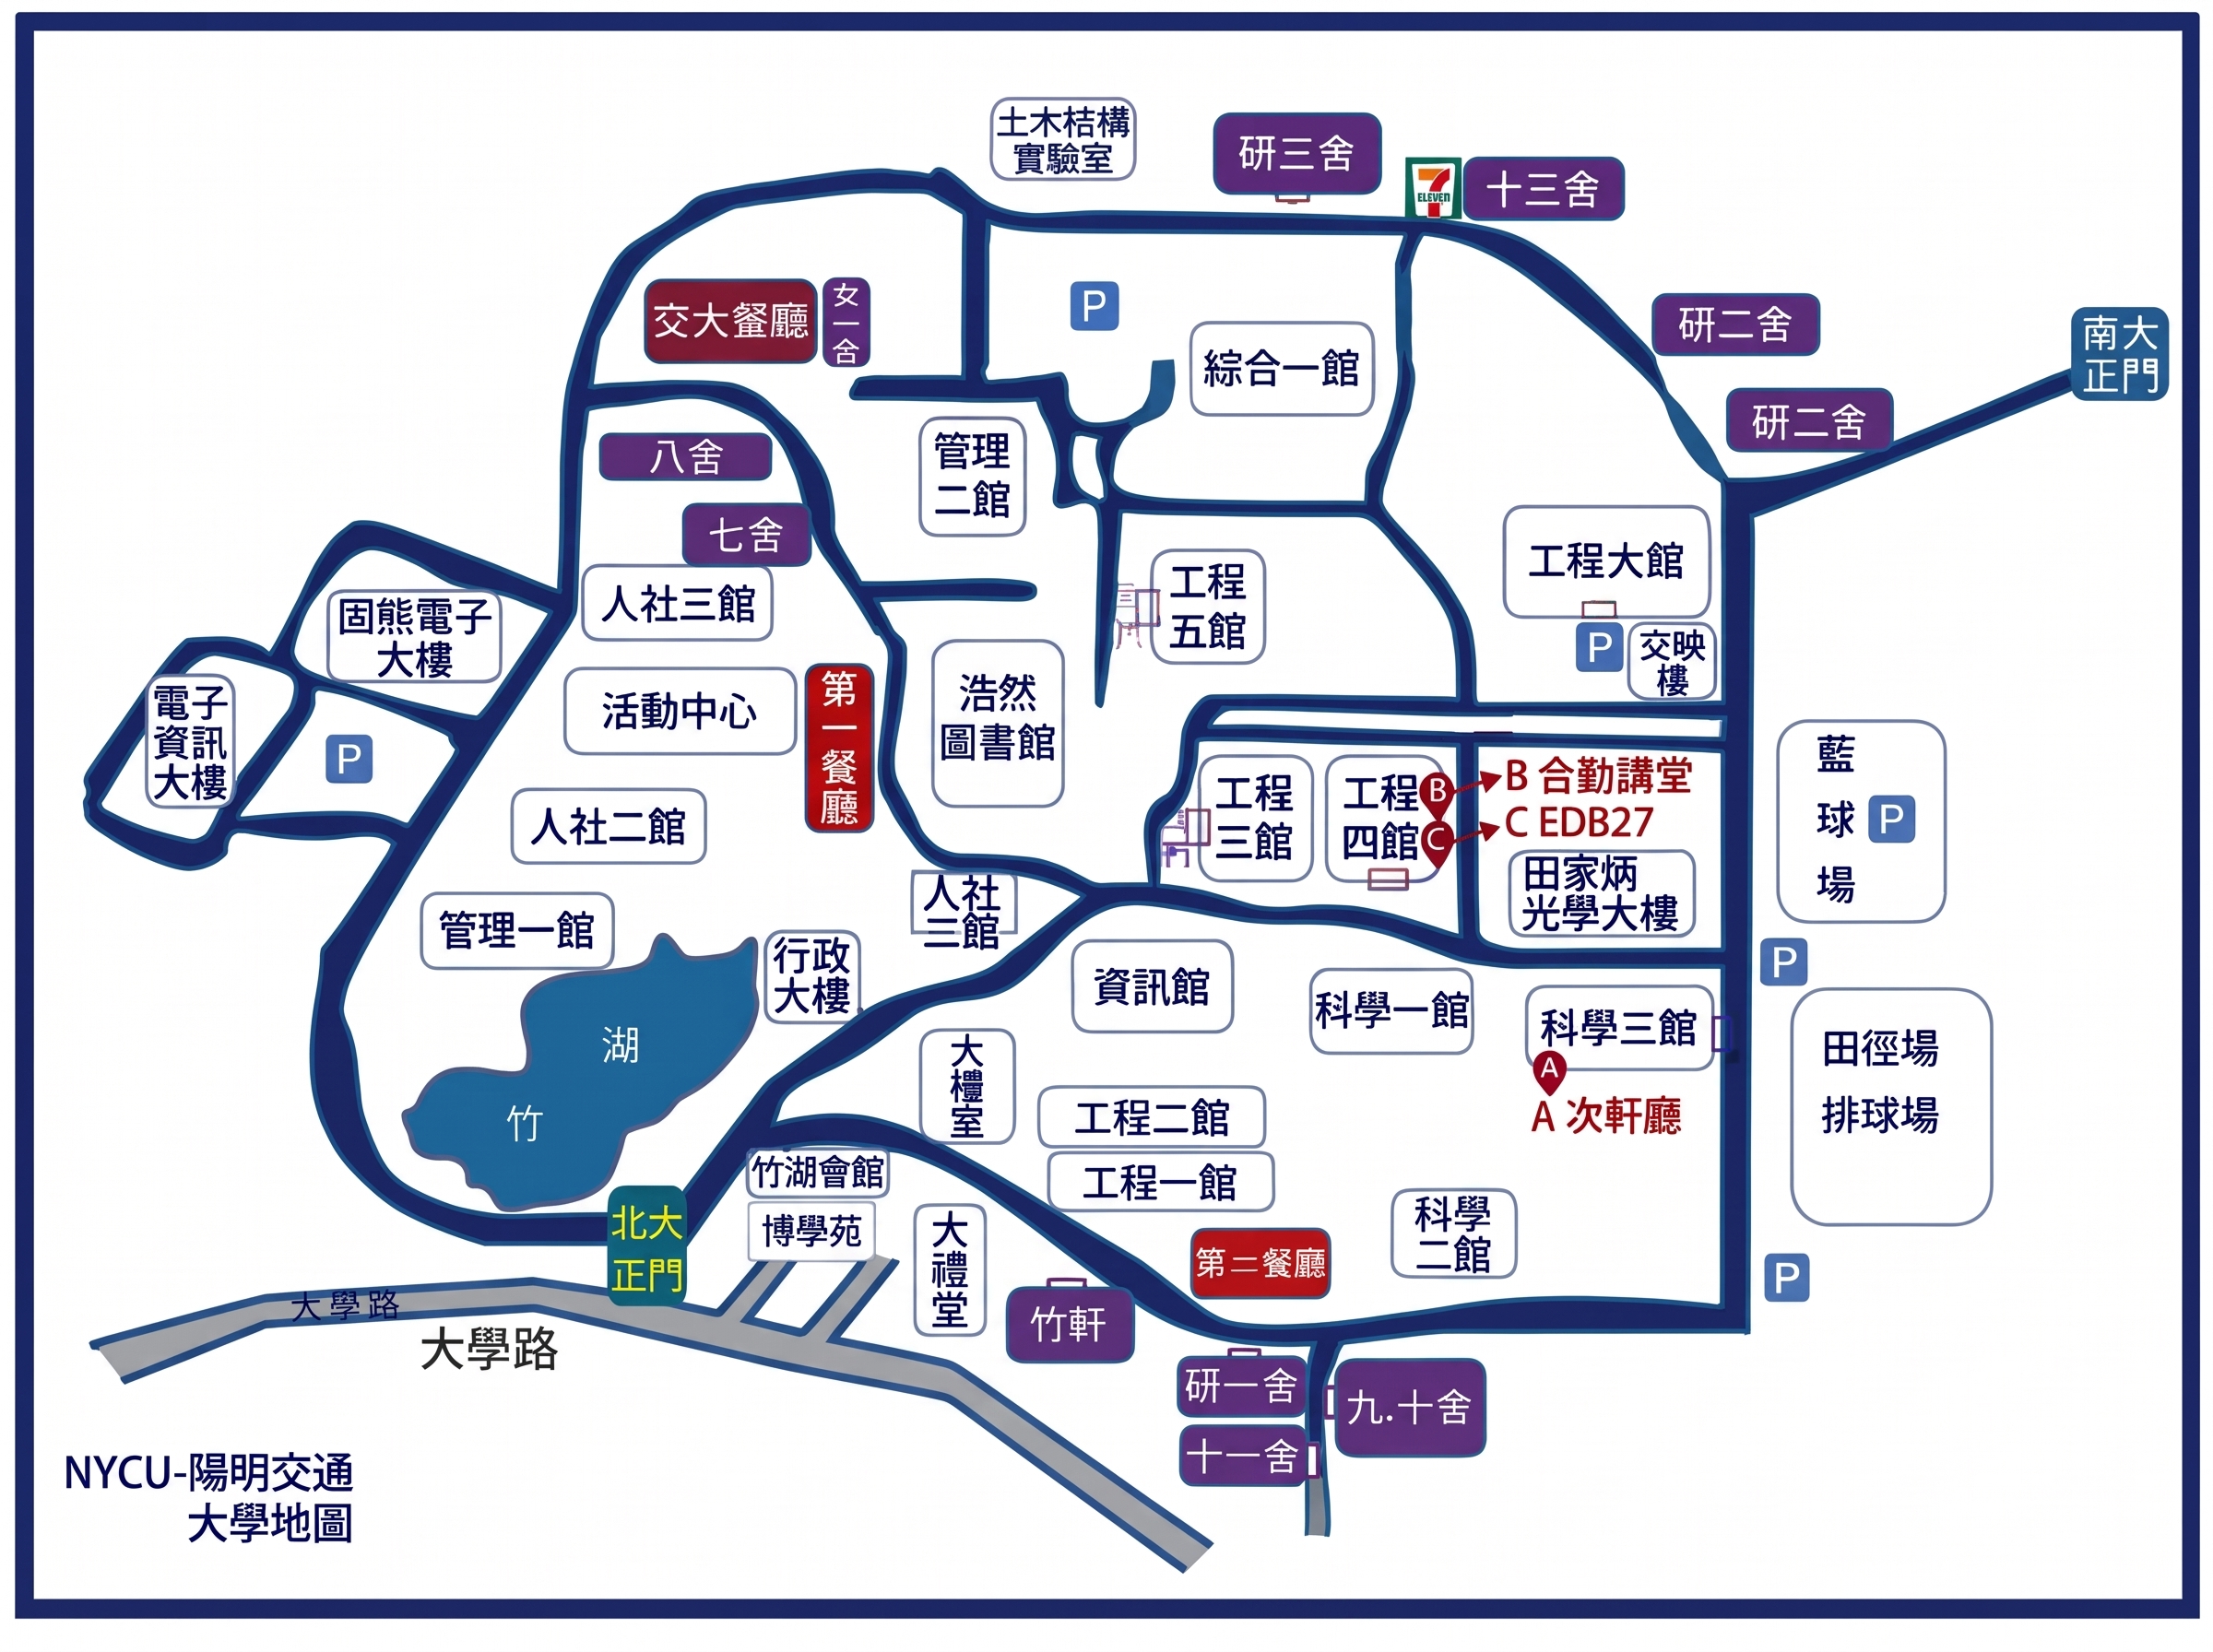 土木桔構
實驗室
研三舍
7
ELEVEN
十三舍
交大餐廳
女
一
舍
P
綜合一館
研二舍
南大
正門
研二舍
八舍
管理
二館
七舍
工程大館
工程
五館
人社三館
固熊電子
大樓
P
交映
樓
活動中心
第
一
餐
廳
浩然
圖書館
電子
資訊
大樓
P
藍
球
場
P
工程
三館
工程
四館
B
C
B 合勤講堂
C EDB27
人社二館
田家炳
光學大樓
管理一館
人社
三館
行政
大樓
資訊館
科學一館
P
科學三館
A
A 次軒廳
田徑場
排球場
湖
竹
大
禮
室
工程二館
竹湖會館
工程一館
北大
正門
博學苑
大
禮
堂
第二餐廳
科學
二館
P
大學路
大學路
竹軒
研一舍
九.十舍
十一舍
NYCU-陽明交通
大學地圖